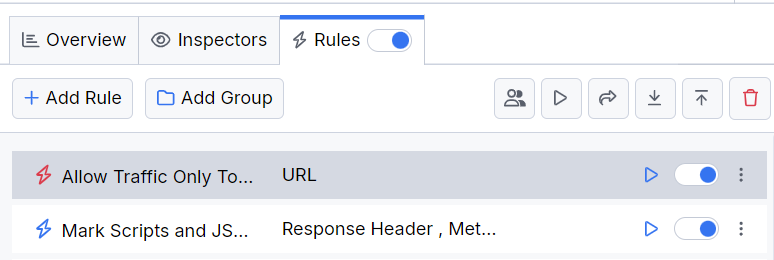 Overview Inspectors Rules
Add Rule Add Group
Allow Traffic Only To... URL
Mark Scripts and JS... Response Header , Met...